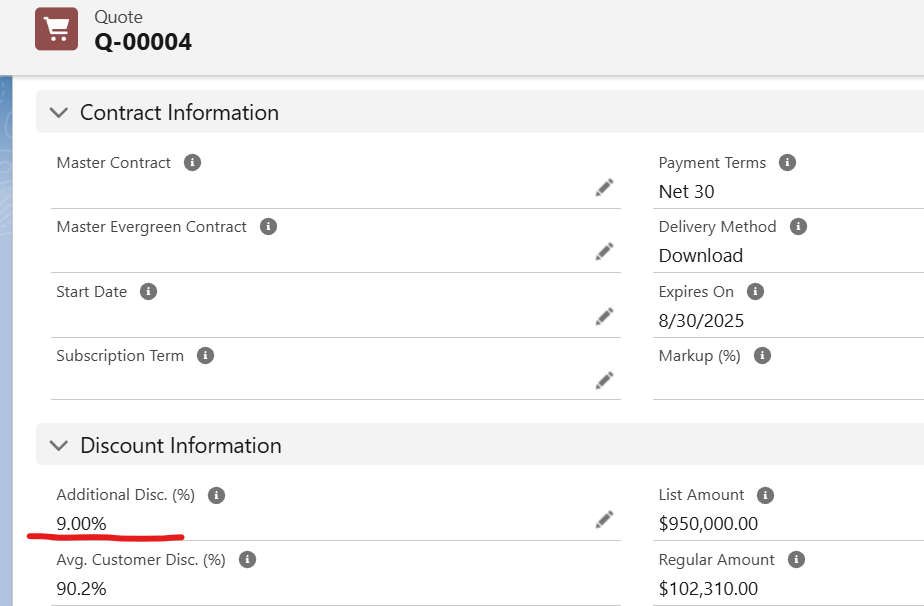 Quote
Q-00004
Contract Information
Master Contract
Payment Terms
Net 30
Master Evergreen Contract
Delivery Method
Download
Start Date
Expires On
8/30/2025
Subscription Term
Markup (%)
Discount Information
Additional Disc. (%)
9.00%
List Amount
$950,000.00
Avg. Customer Disc. (%)
90.2%
Regular Amount
$102,310.00